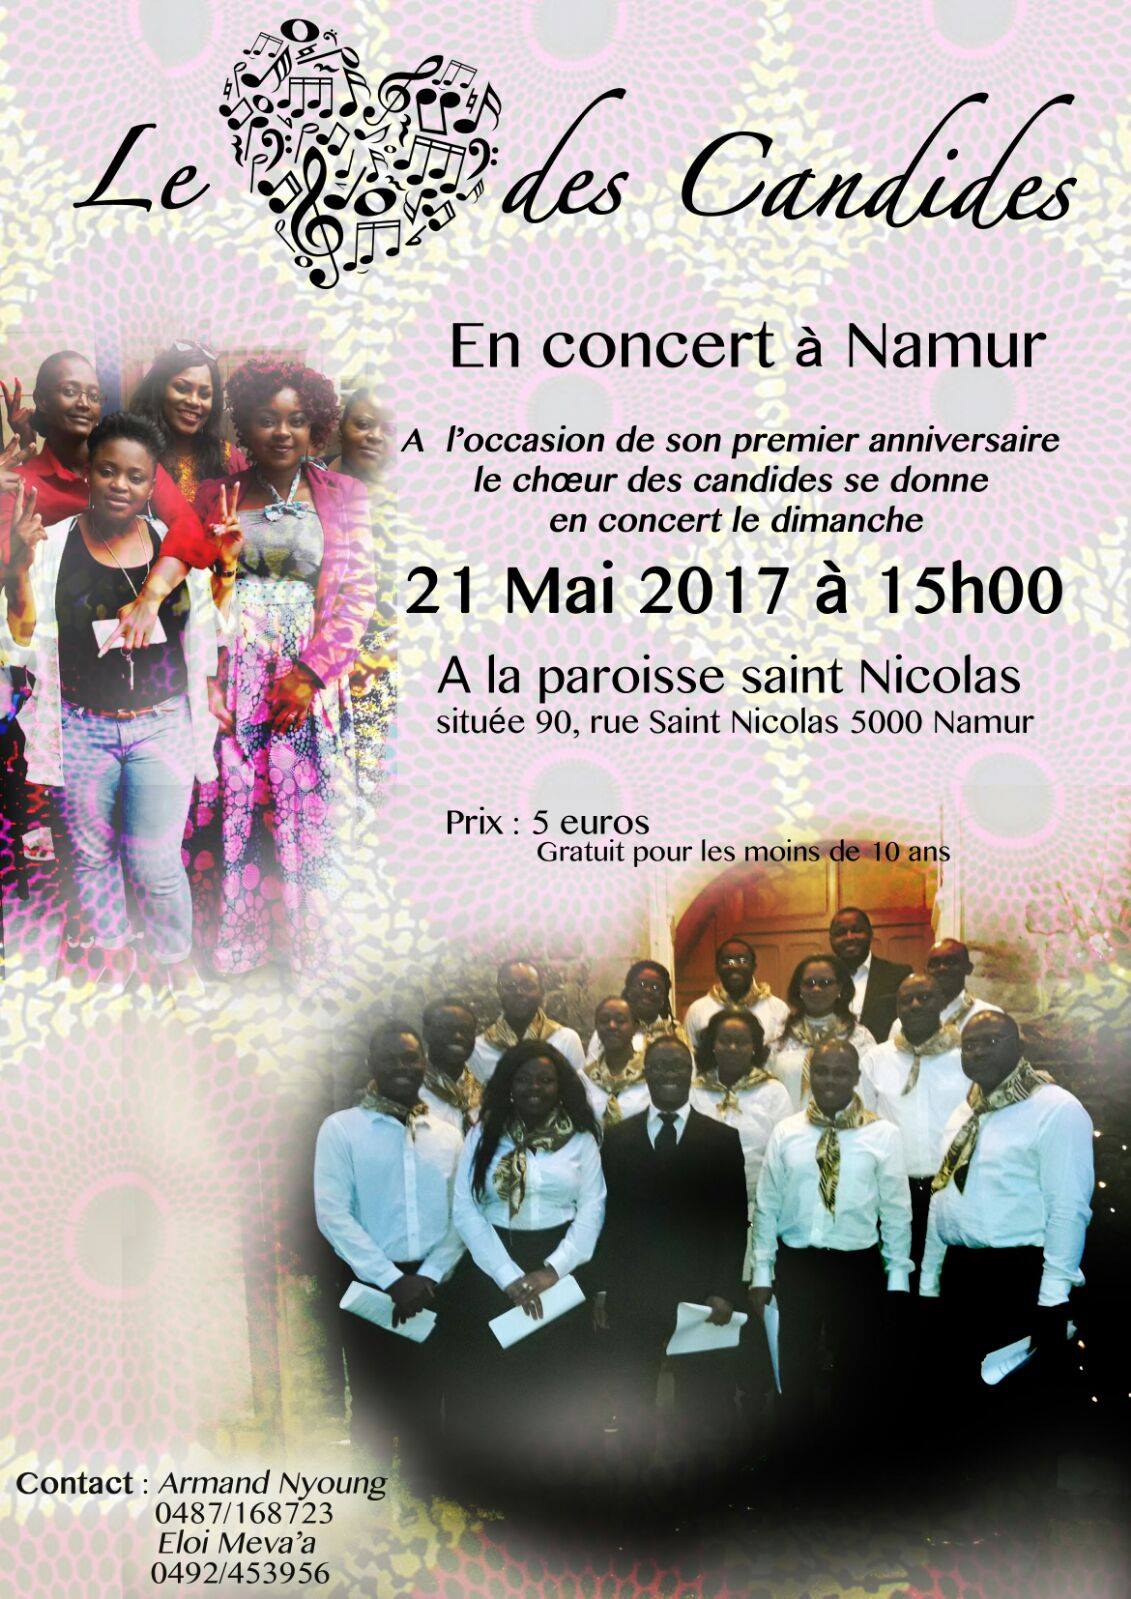 Le des Candides
En concert à Namur
A l'occasion de son premier anniversaire
le chœur des candides se donne
en concert le dimanche
21 Mai 2017 à 15h00
A la paroisse saint Nicolas
située 90, rue Saint Nicolas 5000 Namur
Prix : 5 euros
Gratuit pour les moins de 10 ans
Contact : Armand Nyoung
0487/168723
Eloi Meva'a
0492/453956